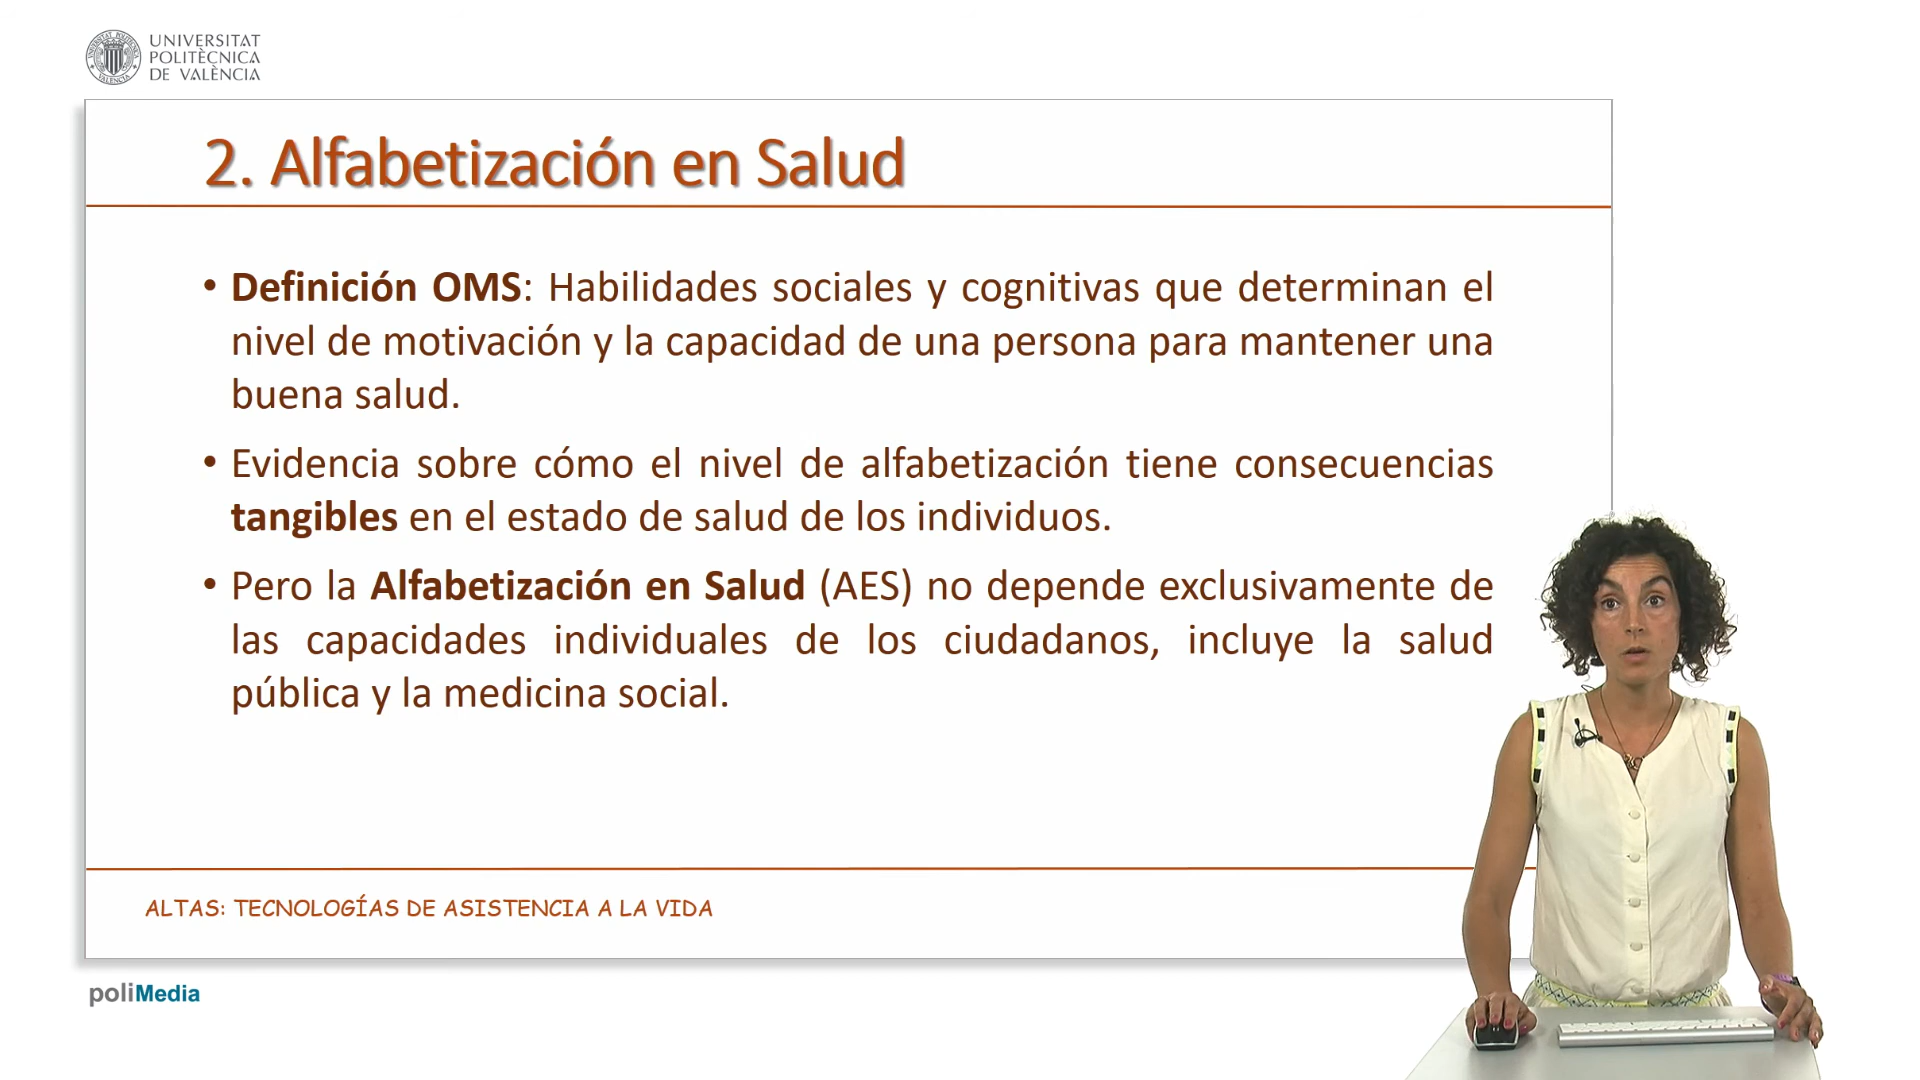 UNIVERSITAT
POLITÈCNICA
DE VALÈNCIA
2. Alfabetización en Salud
• Definición OMS: Habilidades sociales y cognitivas que determinan el
nivel de motivación y la capacidad de una persona para mantener una
buena salud.
• Evidencia sobre cómo el nivel de alfabetización tiene consecuencias
tangibles en el estado de salud de los individuos.
• Pero la Alfabetización en Salud (AES) no depende exclusivamente de
las capacidades individuales de los ciudadanos, incluye la salud
pública y la medicina social.
ALTAS: TECNOLOGÍAS DE ASISTENCIA A LA VIDA
poliMedia